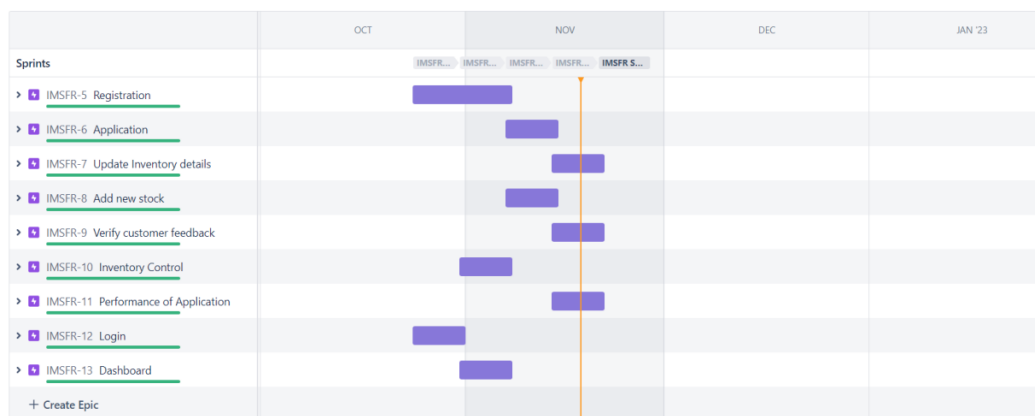 OCT NOV DEC JAN '23
Sprints IMSFR... IMSFR... IMSFR... IMSFR... IMSFR S...
IMSFR-5 Registration
IMSFR-6 Application
IMSFR-7 Update Inventory details
IMSFR-8 Add new stock
IMSFR-9 Verify customer feedback
IMSFR-10 Inventory Control
IMSFR-11 Performance of Application
IMSFR-12 Login
IMSFR-13 Dashboard
+ Create Epic